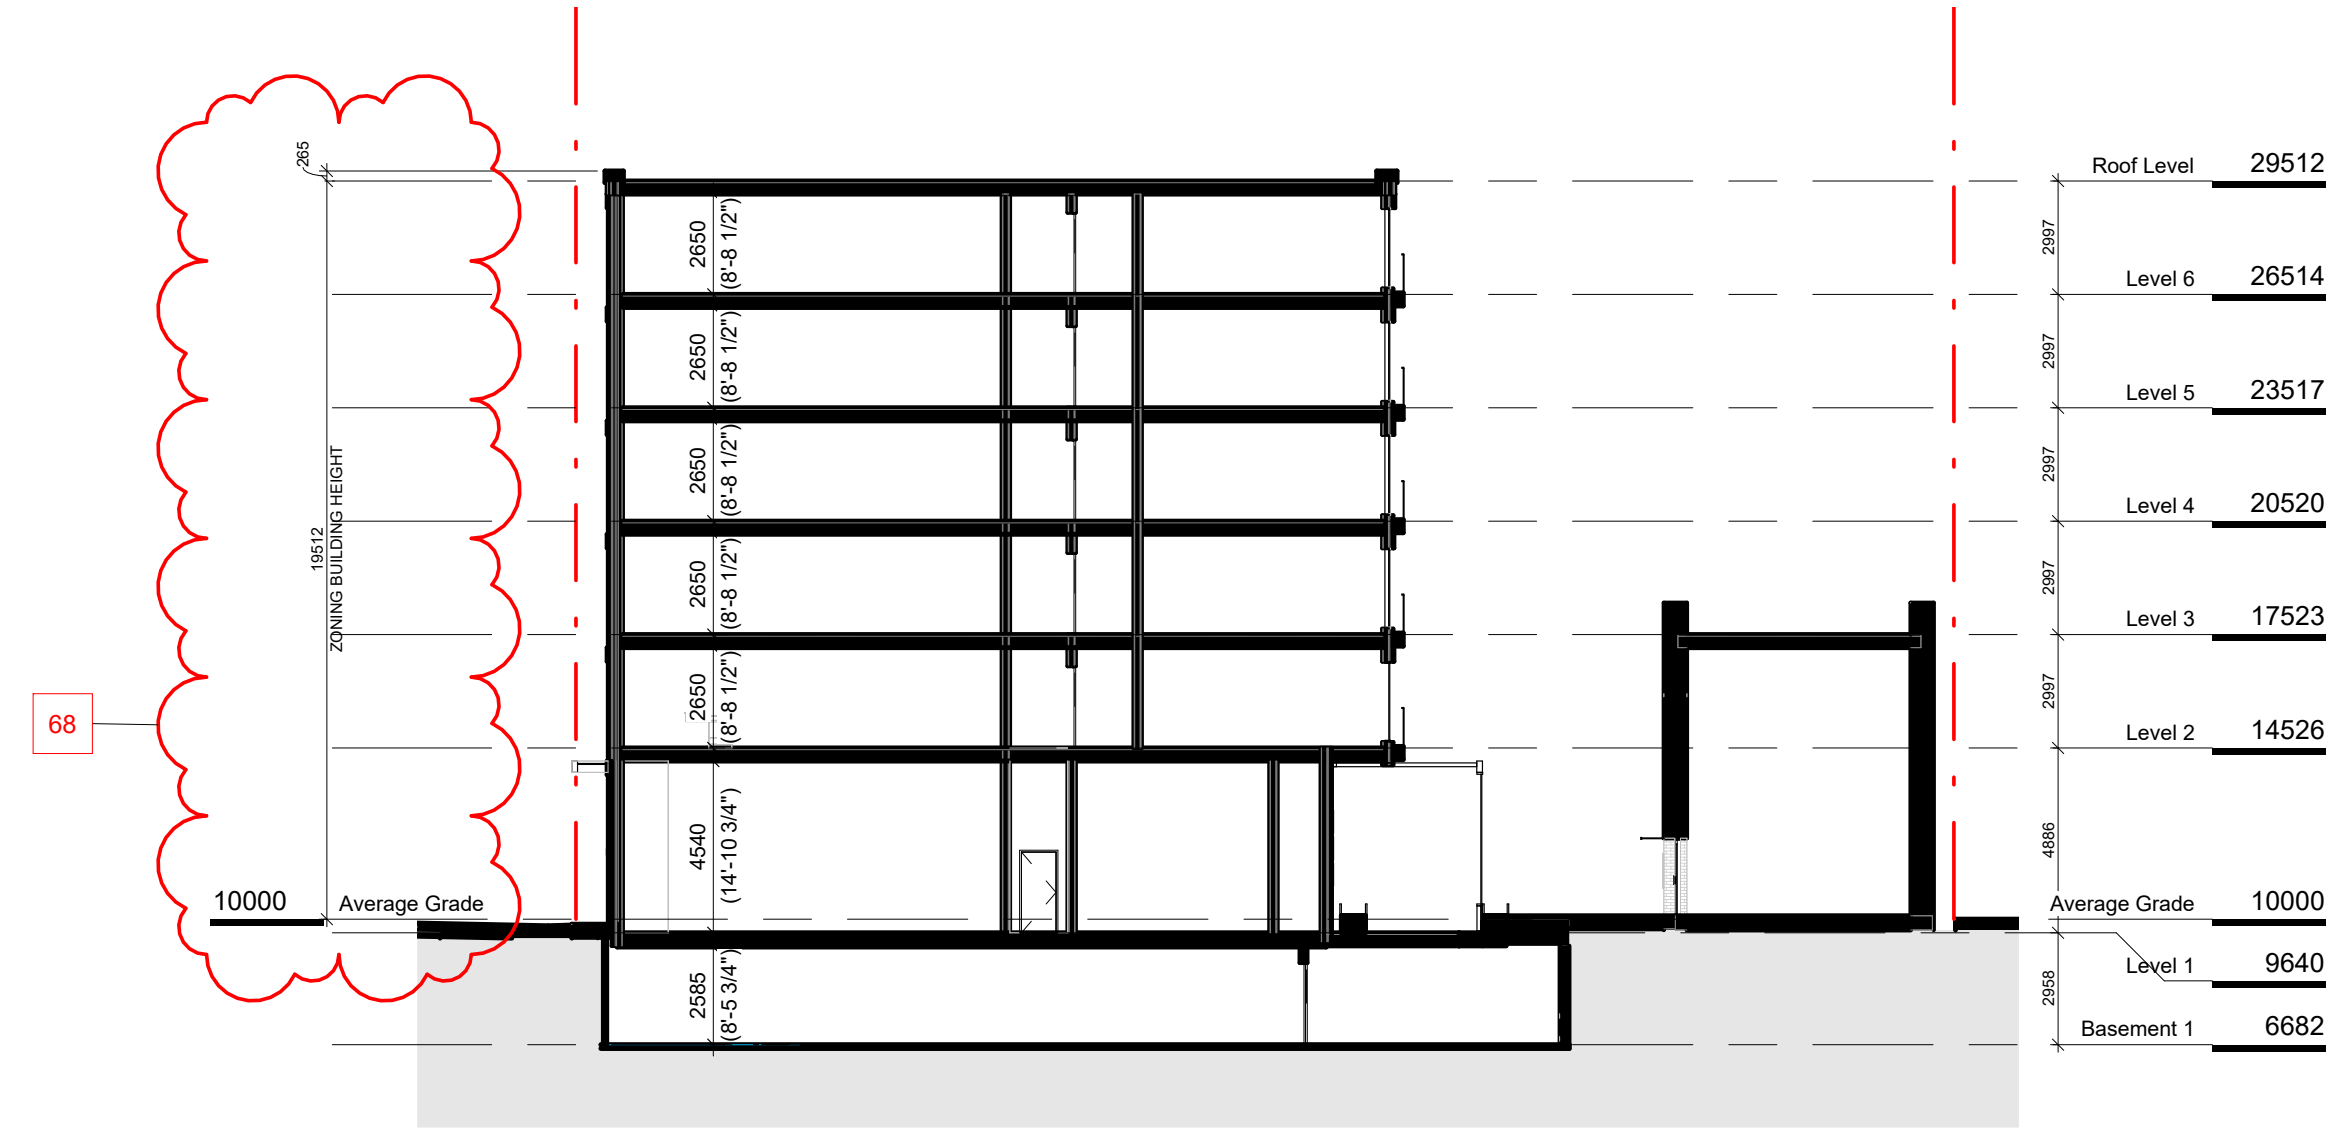 265
19512
ZONING BUILDING HEIGHT
68
10000
Average Grade
2650
(8'-8 1/2")
2650
(8'-8 1/2")
2650
(8'-8 1/2")
2650
(8'-8 1/2")
2650
(8'-8 1/2")
4540
(14'-10 3/4")
2585
(8'-5 3/4")
Roof Level 29512
2997
Level 6 26514
2997
Level 5 23517
2997
Level 4 20520
2997
Level 3 17523
2997
Level 2 14526
4886
Average Grade 10000
Level 1 9640
2958
Basement 1 6682